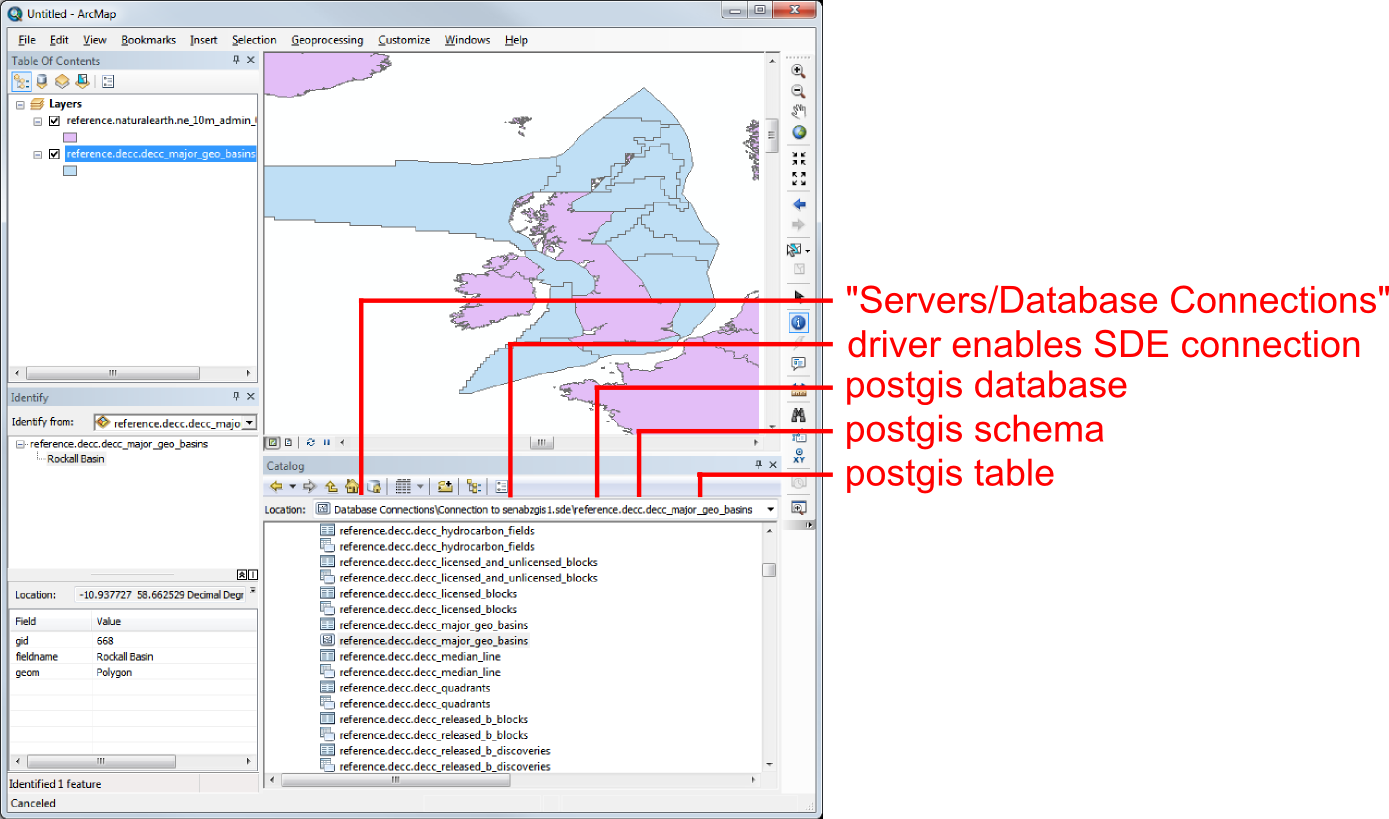 Untitled - ArcMap
File Edit View Bookmarks Insert Selection Geoprocessing Customize Windows Help
Table Of Contents
Layers
reference.naturalearth.ne_10m_admin_
reference.decc.decc_major_geo_basins
Identify
Identify from: reference.decc.decc_majo
reference.decc.decc_major_geo_basins
Rockall Basin
Location: -10.937727 58.662529 Decimal Degr
Field Value
gid 668
fieldname Rockall Basin
geom Polygon
Identified 1 feature
Canceled
XY
Catalog
Location: Database Connections\Connection to senabzgis1.sde\reference.decc.decc_major_geo_basins
reference.decc.decc_hydrocarbon_fields
reference.decc.decc_hydrocarbon_fields
reference.decc.decc_licensed_and_unlicensed_blocks
reference.decc.decc_licensed_and_unlicensed_blocks
reference.decc.decc_licensed_blocks
reference.decc.decc_licensed_blocks
reference.decc.decc_major_geo_basins
reference.decc.decc_major_geo_basins
reference.decc.decc_median_line
reference.decc.decc_median_line
reference.decc.decc_quadrants
reference.decc.decc_quadrants
reference.decc.decc_released_b_blocks
reference.decc.decc_released_b_blocks
reference.decc.decc_released_b_discoveries
reference.decc.decc_released_b_discoveries
"Servers/Database Connections"
driver enables SDE connection
postgis database
postgis schema
postgis table